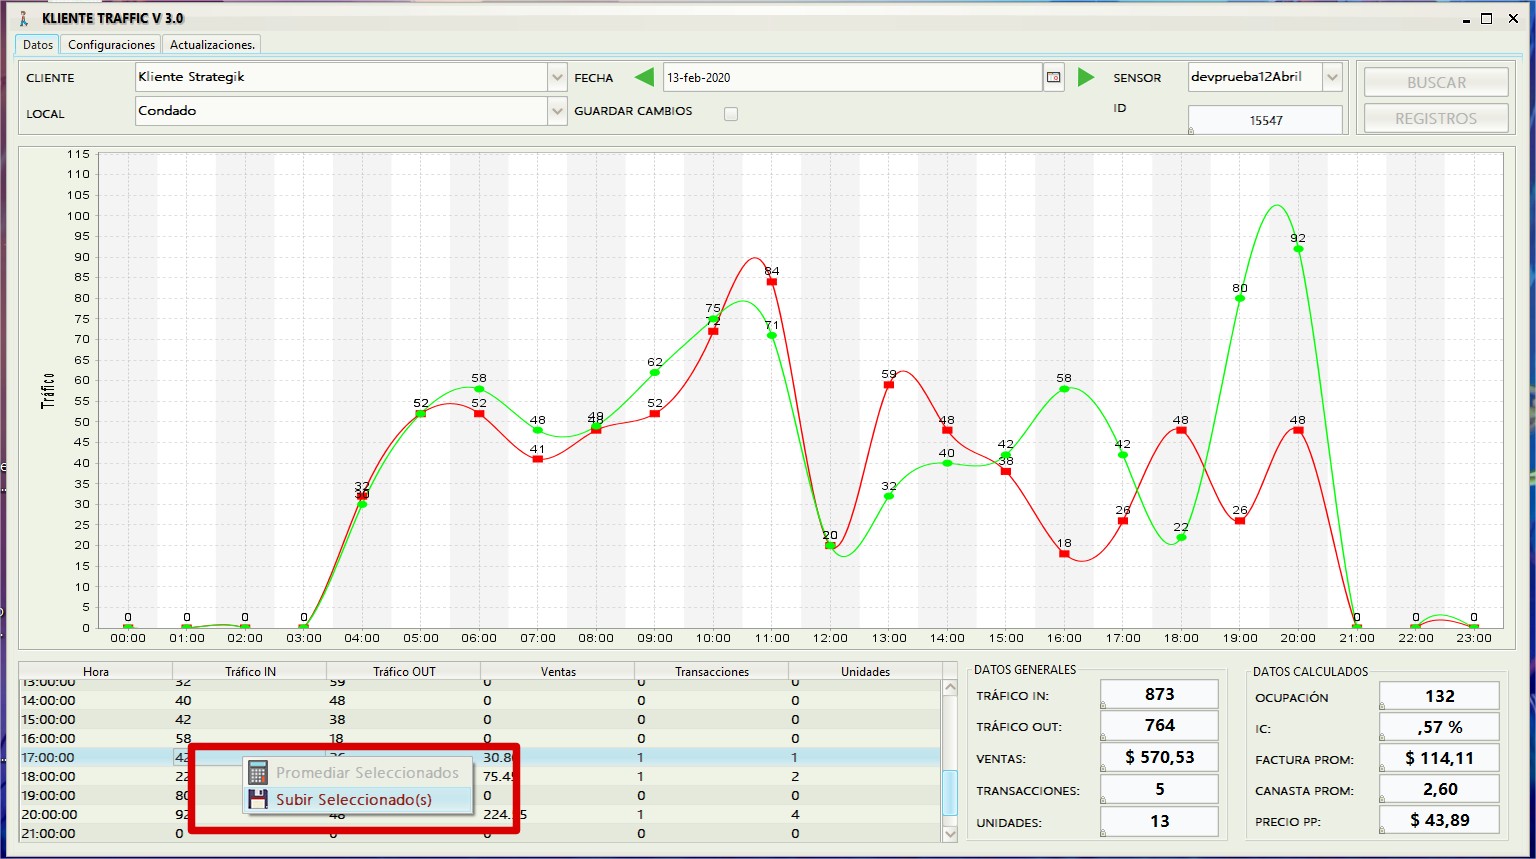 KLIENTE TRAFFIC V 3.0
Datos Configuraciones Actualizaciones.
CLIENTE Kliente Strategik FECHA 13-feb-2020 SENSOR devprueba12Abril BUSCAR
LOCAL Condado GUARDAR CAMBIOS ID 15547 REGISTROS
Tráfico
115
110
105
100
95
90
85
80
75
70
65
60
55
50
45
40
35
30
25
20
15
10
5
0
0 0 0 0 32 30 52 58 52 48 41 49 48 62 52 75 72 84 71 20 59 32 48 40 42 38 58 18 42 26 48 22 80 26 92 48 0 0 0
00:00 01:00 02:00 03:00 04:00 05:00 06:00 07:00 08:00 09:00 10:00 11:00 12:00 13:00 14:00 15:00 16:00 17:00 18:00 19:00 20:00 21:00 22:00 23:00
Hora Tráfico IN Tráfico OUT Ventas Transacciones Unidades
13:00:00 32 59 0 0 0
14:00:00 40 48 0 0 0
15:00:00 42 38 0 0 0
16:00:00 58 18 0 0 0
17:00:00 42 26 30.8 1 1
18:00:00 22 75.4 1 2
19:00:00 80 0 0 0
20:00:00 92 48 224. 5 1 4
21:00:00 0 0 0 0 0
Promediar Seleccionados
Subir Seleccionado(s)
DATOS GENERALES
TRÁFICO IN: 873
TRÁFICO OUT: 764
VENTAS: $ 570,53
TRANSACCIONES: 5
UNIDADES: 13
DATOS CALCULADOS
OCUPACIÓN 132
IC: ,57 %
FACTURA PROM: $ 114,11
CANASTA PROM: 2,60
PRECIO PP: $ 43,89